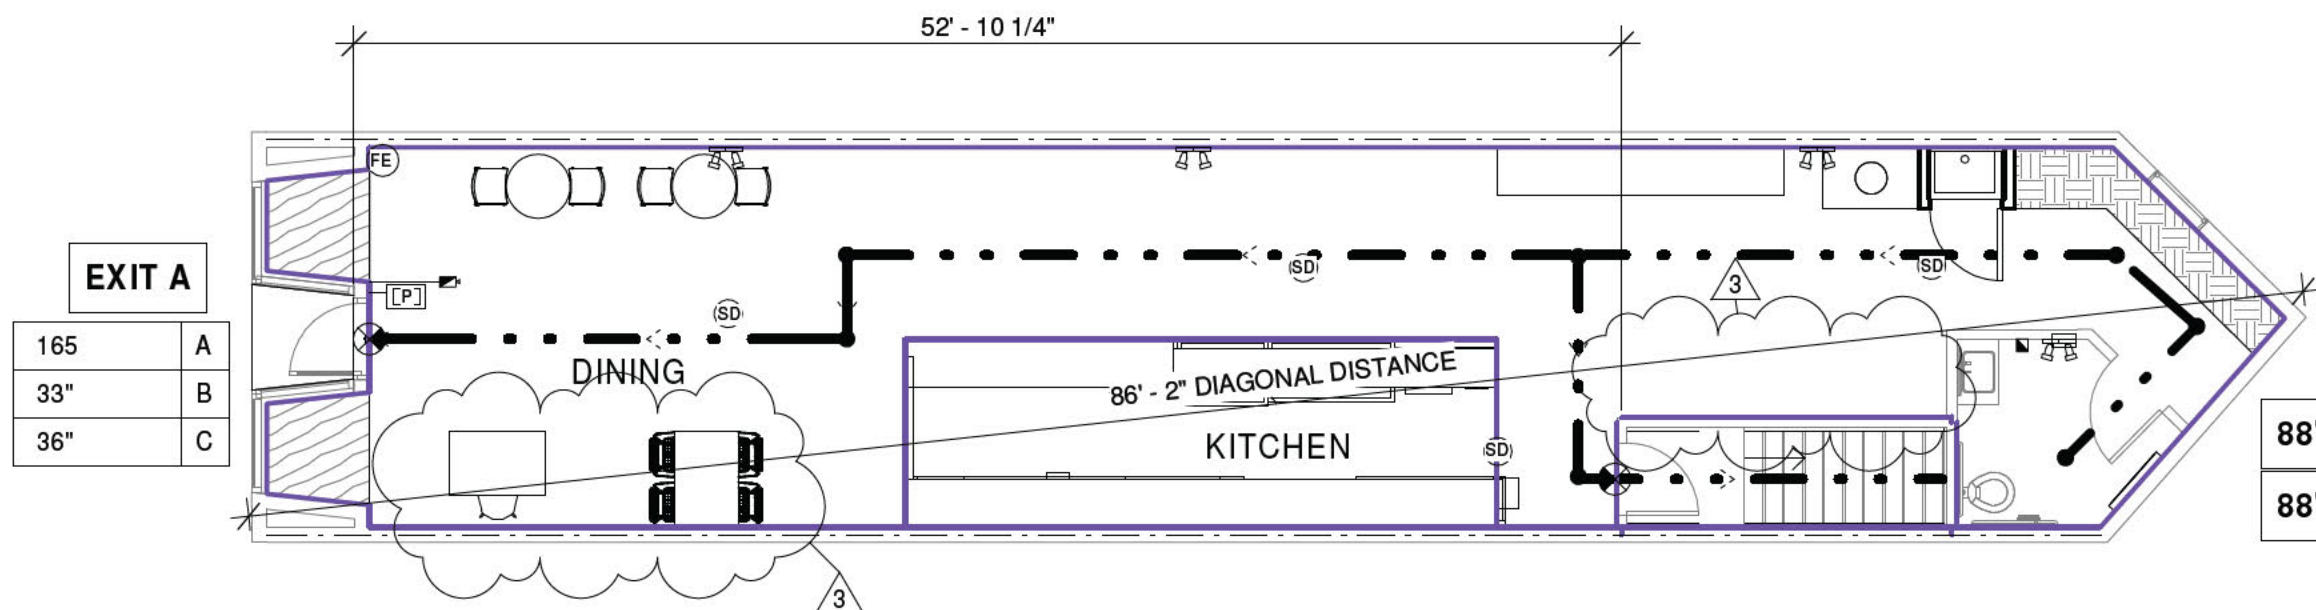 52' - 10 1/4"
FE
EXIT A
[P]
165 A
33" B
36" C
SD
SD
SD
3
DINING
86' - 2" DIAGONAL DISTANCE
KITCHEN
SD
88'
88'
3